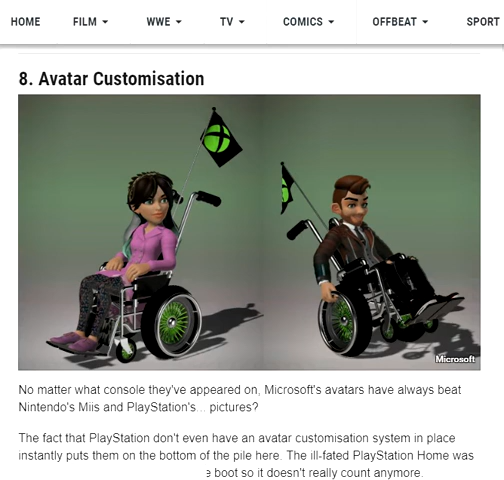 HOME FILM WWE TV COMICS OFFBEAT SPORT
8. Avatar Customisation
Microsoft
No matter what console they've appeared on, Microsoft's avatars have always beat
Nintendo's Miis and PlayStation's... pictures?
The fact that PlayStation don't even have an avatar customisation system in place
instantly puts them on the bottom of the pile here. The ill-fated PlayStation Home was
boot so it doesn't really count anymore.